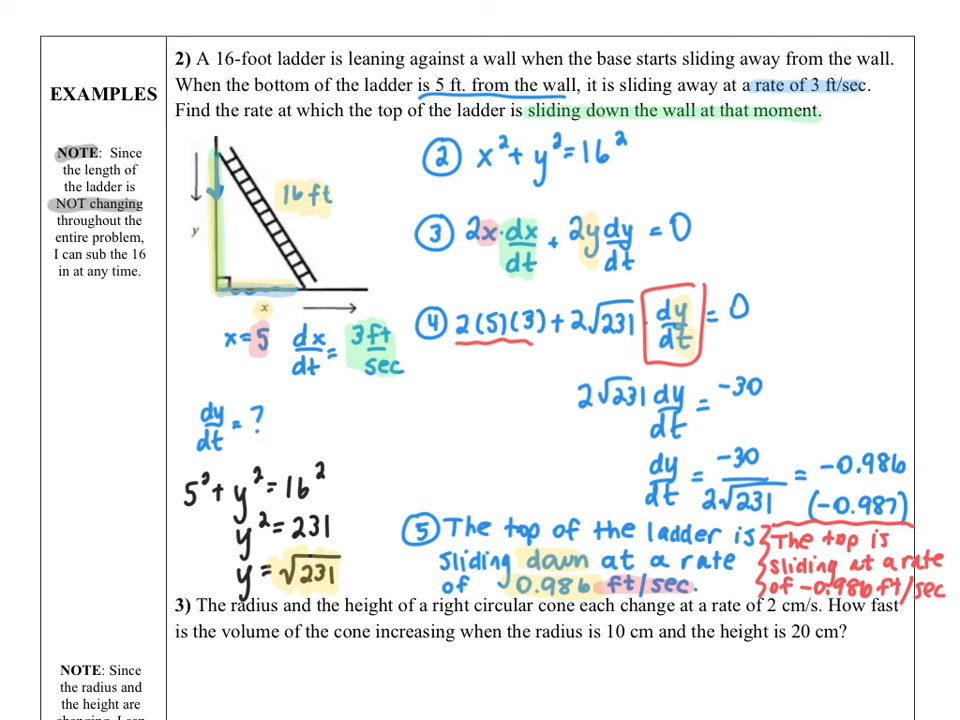 EXAMPLES
NOTE: Since
the length of
the ladder is
NOT changing
throughout the
entire problem,
I can sub the 16
in at any time.
2) A 16-foot ladder is leaning against a wall when the base starts sliding away from the wall.
When the bottom of the ladder is 5 ft. from the wall, it is sliding away at a rate of 3 ft/sec.
Find the rate at which the top of the ladder is sliding down the wall at that moment.
16 ft
y
x
x=5 dx/dt = 3ft/sec
dy/dt = ?
5²+ y² = 16²
y² = 231
y = √231
② x² + y² = 16²
③ 2x · dx/dt + 2y dy/dt = 0
④ 2(5)(3) + 2√231 · dy/dt = 0
2√231 dy/dt = -30
dy/dt = -30/2√231 = -0.986
(-0.987)
⑤ The top of the ladder is
sliding down at a rate
of 0.986 ft/sec.
The top is
sliding at a rate
of -0.986 ft/sec
3) The radius and the height of a right circular cone each change at a rate of 2 cm/s. How fast
is the volume of the cone increasing when the radius is 10 cm and the height is 20 cm?
NOTE: Since
the radius and
the height are